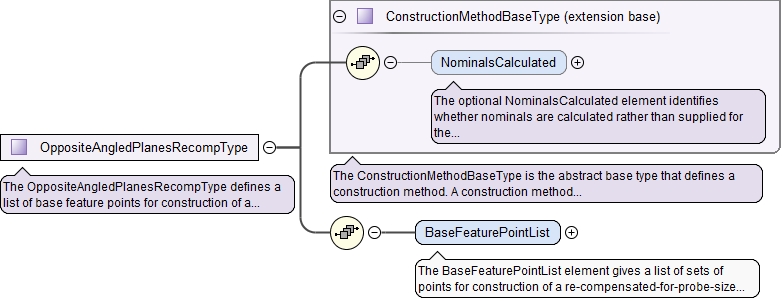 ConstructionMethodBaseType (extension base)
NominalsCalculated
The optional NominalsCalculated element identifies
whether nominals are calculated rather than supplied for
the...
OppositeAngledPlanesRecompType
The OppositeAngledPlanesRecompType defines a
list of base feature points for construction of a...
The ConstructionMethodBaseType is the abstract base type that defines a
construction method. A construction method...
BaseFeaturePointList
The BaseFeaturePointList element gives a list of sets of
points for construction of a re-compensated-for-probe-size...